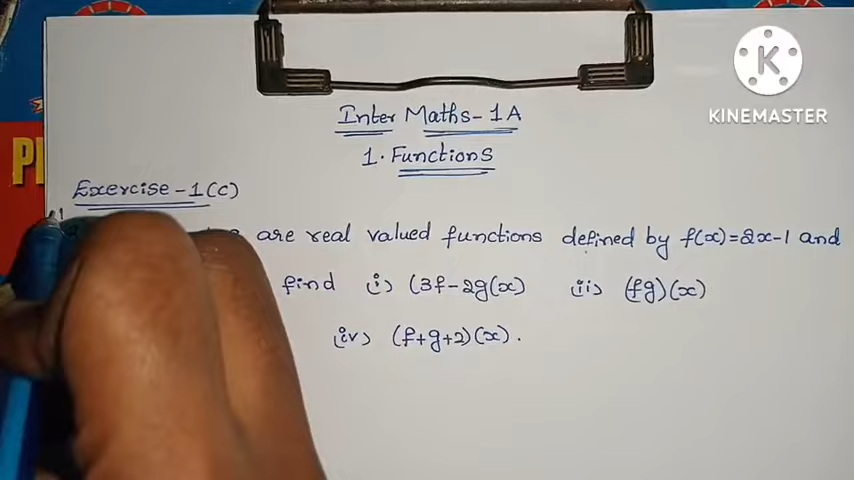 KINEMASTER
Inter Maths-1A
1. Functions
Exercise-1(c)
are real valued functions defined by f(x)=2x-1 and
find (i) (3f-2g(x) (ii) (fg)(x)
(iv) (f+g+2)(x).